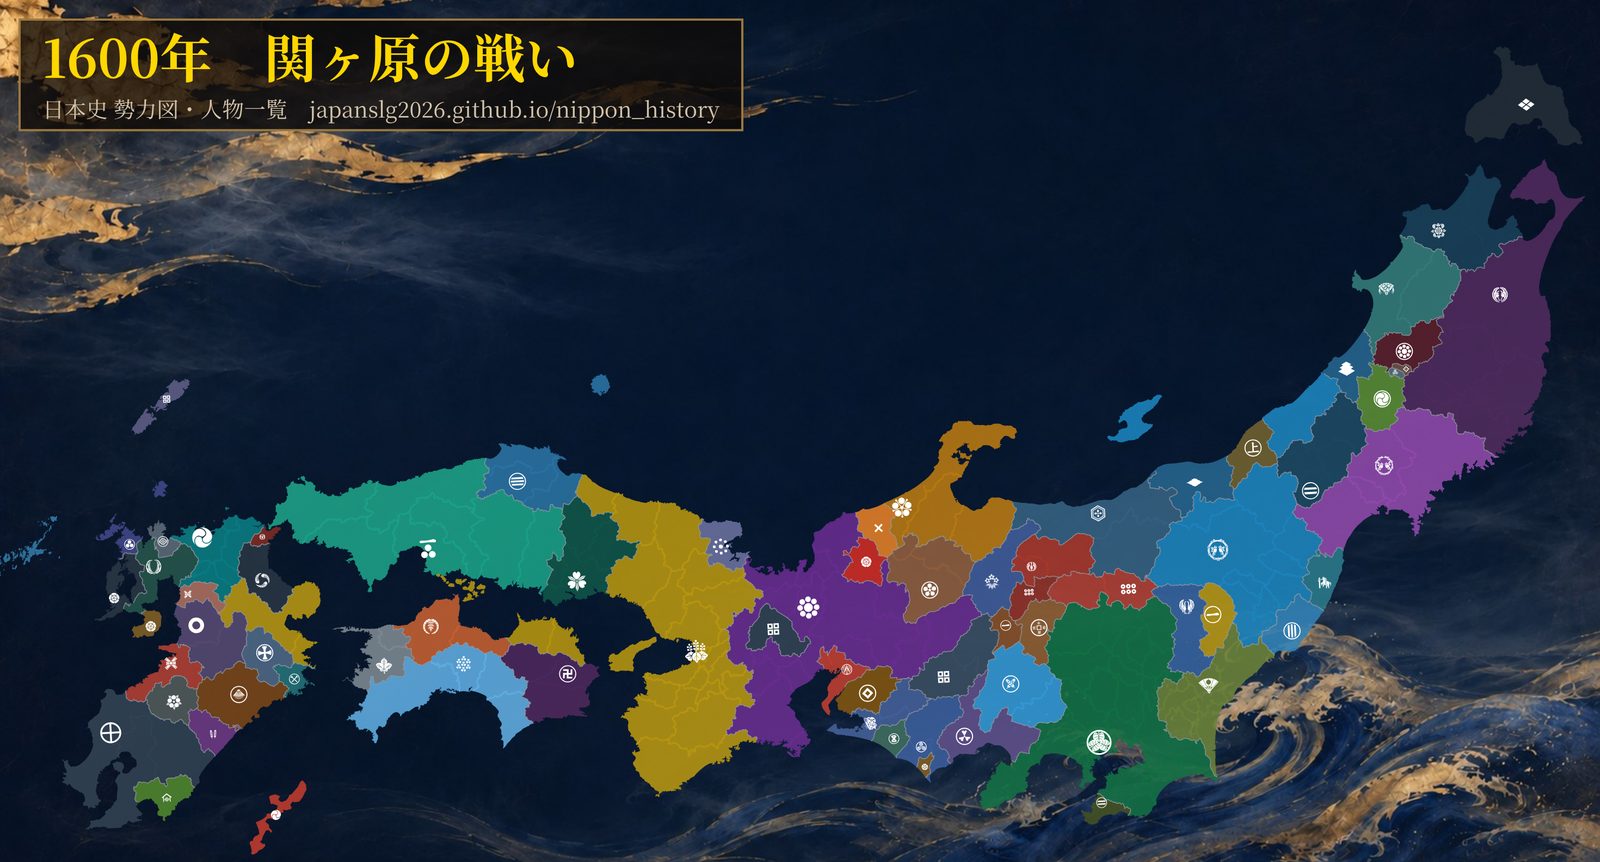 1600年　関ヶ原の戦い
日本史 勢力図・人物一覧　japanslg2026.github.io/nippon_history
上